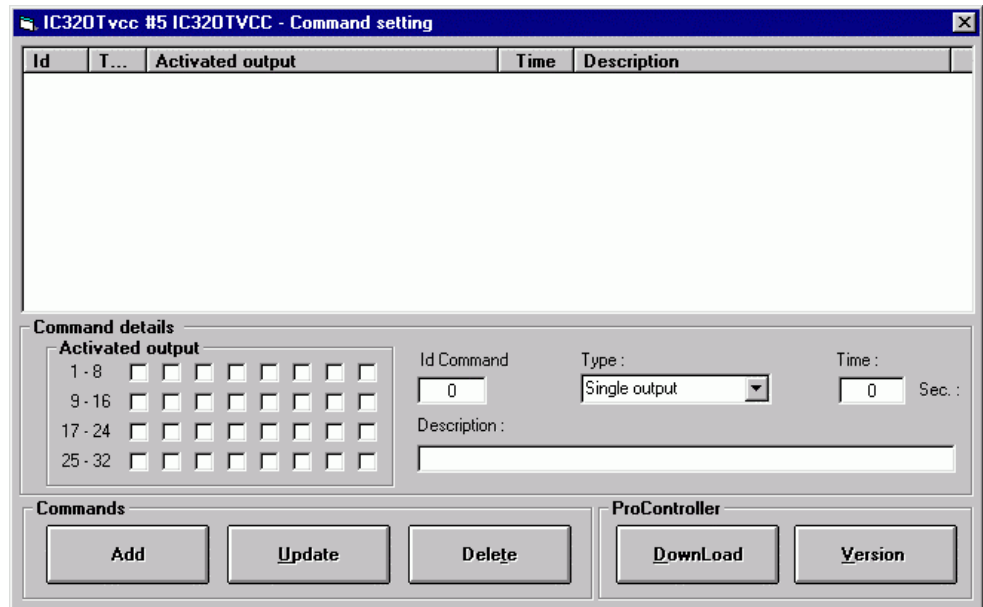 IC320Tvcc #5 IC320TVCC - Command setting
Id T... Activated output Time Description
Command details
Activated output
1 - 8
9 - 16
17 - 24
25 - 32
Id Command Type : Time :
0 Single output 0 Sec. :
Description :
Commands ProController
Add Update Delete DownLoad Version